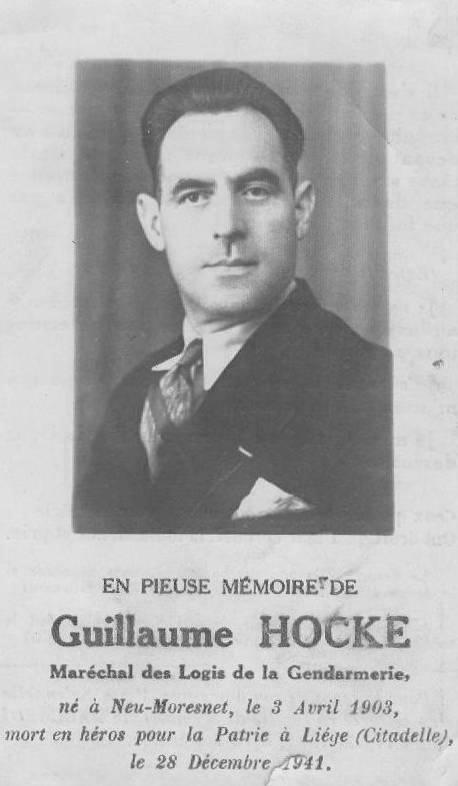 EN PIEUSE MÉMOIRE DE
Guillaume HOCKE
Maréchal des Logis de la Gendarmerie,
né à Neu-Moresnet, le 3 Avril 1903,
mort en héros pour la Patrie à Liége (Citadelle),
le 28 Décembre 1941.